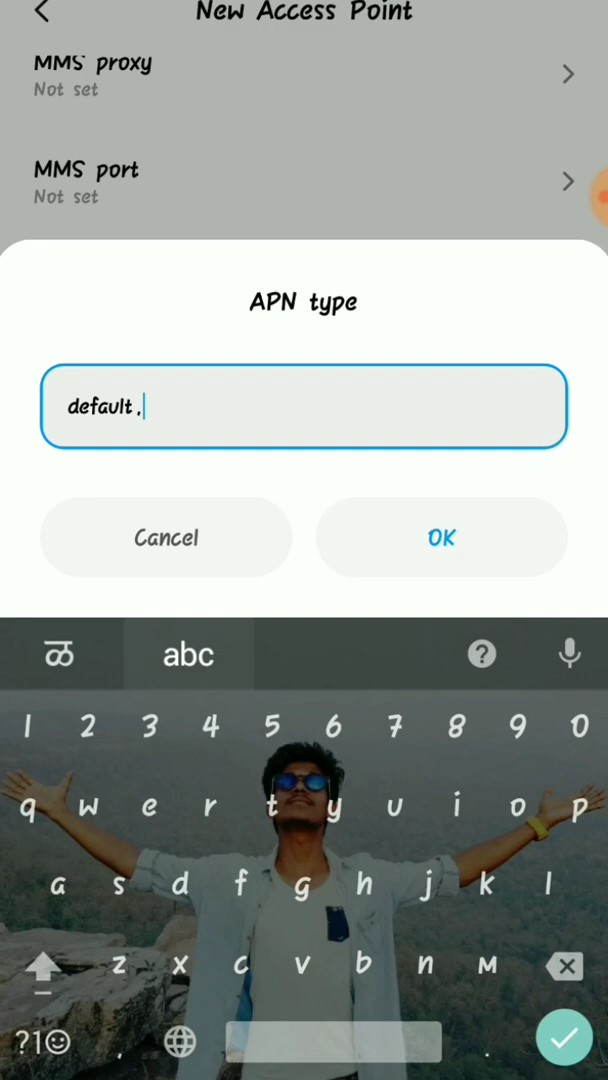 New Access Point
MMS proxy
Not set
MMS port
Not set
APN type
default,
Cancel
OK
ळ
abc
?
1 2 3 4 5 6 7 8 9 0
q w e r t y u i o p
a s d f g h j k l
z x c v b n m
?1☺ , .